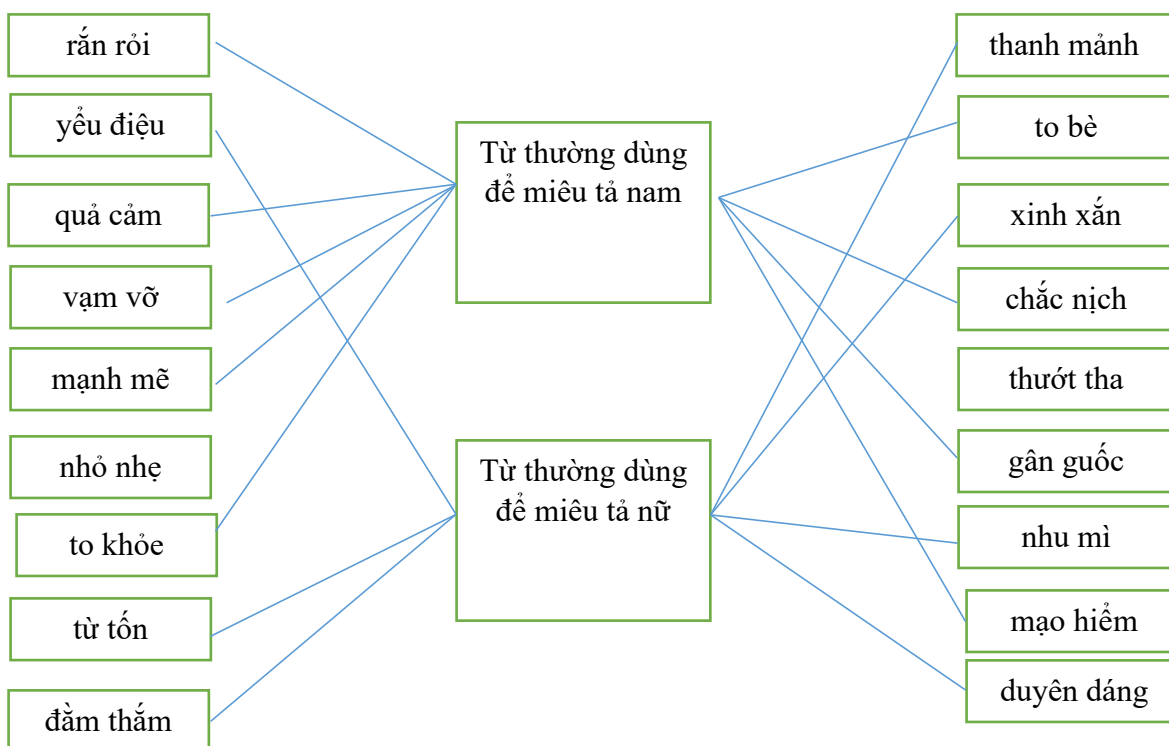 rắn rỏi
yểu điệu
quả cảm
vạm vỡ
mạnh mẽ
nhỏ nhẹ
to khỏe
từ tốn
đằm thắm
Từ thường dùng
để miêu tả nam
Từ thường dùng
để miêu tả nữ
thanh mảnh
to bè
xinh xắn
chắc nịch
thướt tha
gân guốc
nhu mì
mạo hiểm
duyên dáng